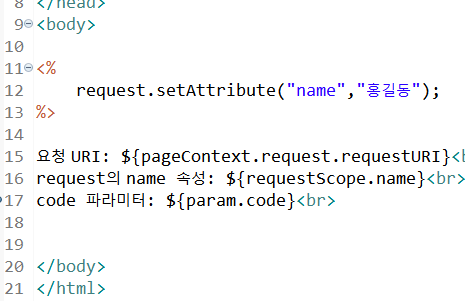 8 </head>
9 <body>
10
11 <%
12     request.setAttribute("name","홍길동");
13 %>
14
15 요청 URI: ${pageContext.request.requestURI}<b
16 request의 name 속성: ${requestScope.name}<br>
17 code 파라미터: ${param.code}<br>
18
19
20 </body>
21 </html>